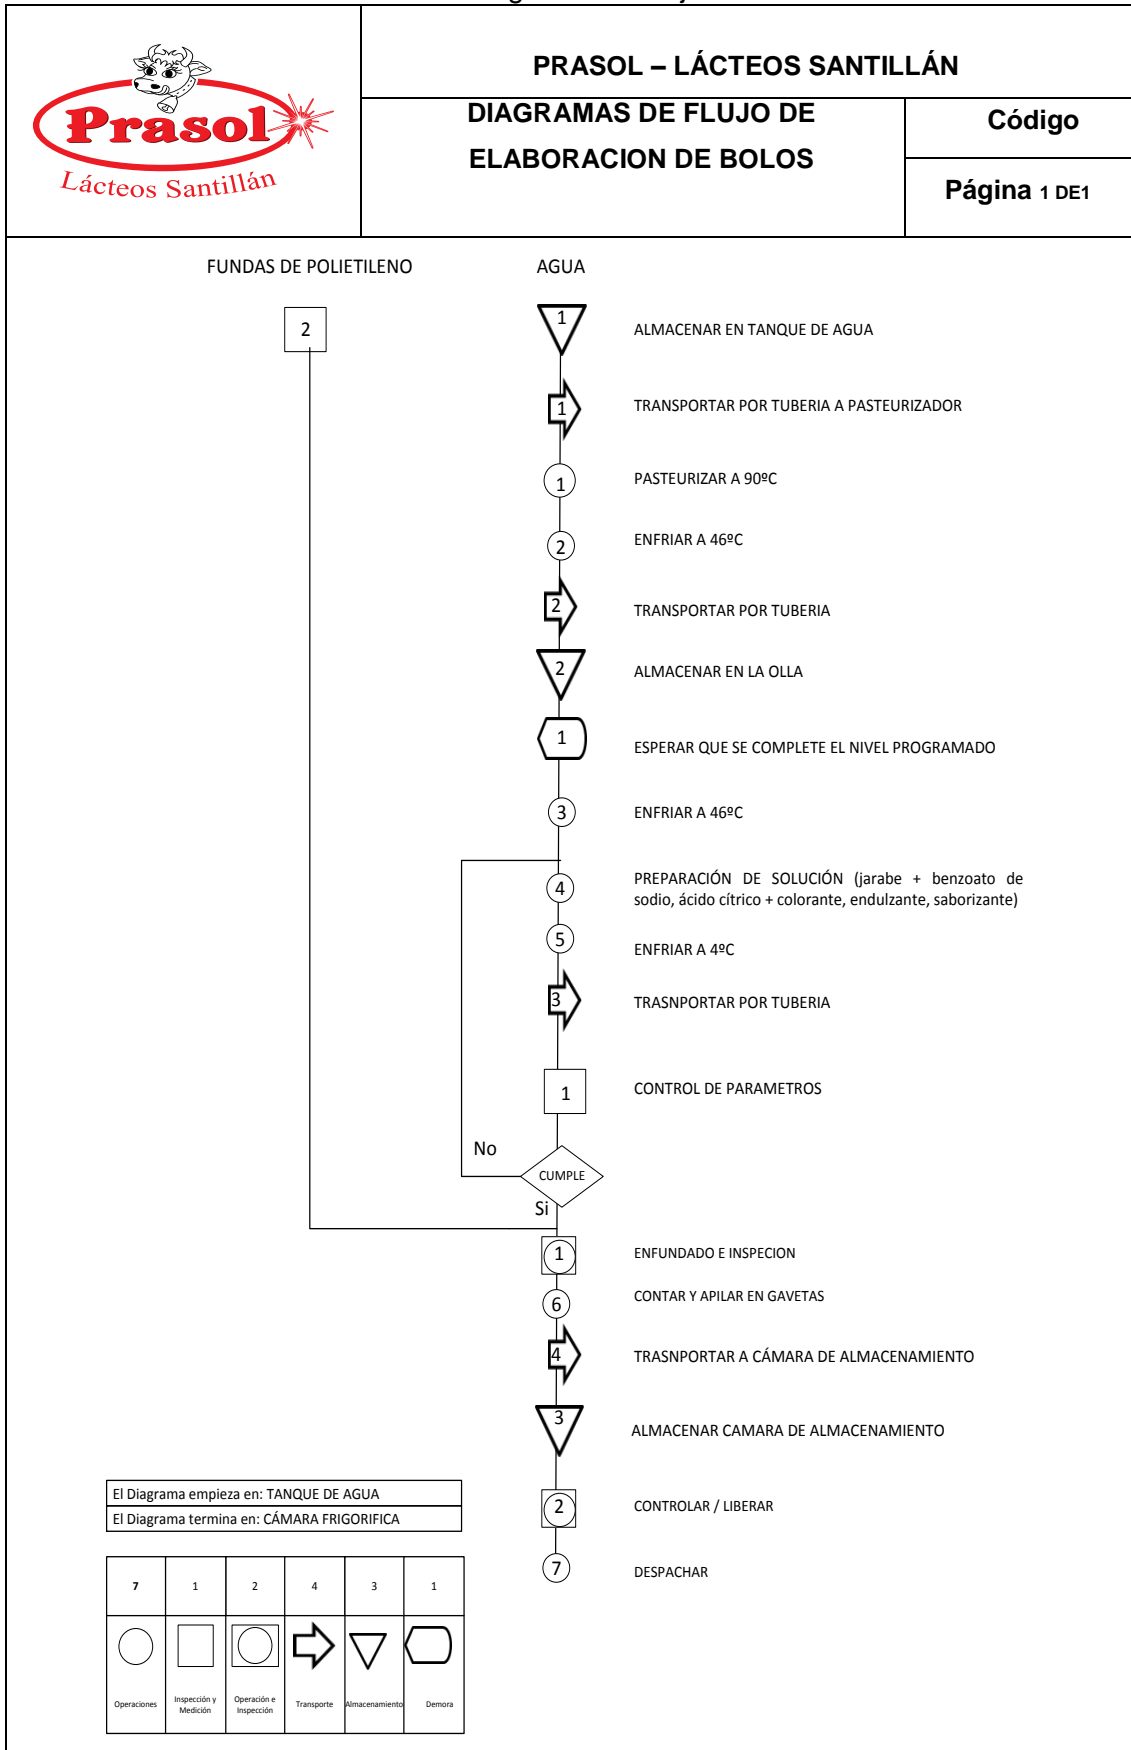 Prasol
Lácteos Santillán
PRASOL – LÁCTEOS SANTILLÁN
DIAGRAMAS DE FLUJO DE
ELABORACION DE BOLOS
Código
Página 1 DE1
FUNDAS DE POLIETILENO
AGUA
2
1
ALMACENAR EN TANQUE DE AGUA
1
TRANSPORTAR POR TUBERIA A PASTEURIZADOR
1
PASTEURIZAR A 90ºC
2
ENFRIAR A 46ºC
2
TRANSPORTAR POR TUBERIA
2
ALMACENAR EN LA OLLA
1
ESPERAR QUE SE COMPLETE EL NIVEL PROGRAMADO
3
ENFRIAR A 46ºC
4
PREPARACIÓN DE SOLUCIÓN (jarabe + benzoato de
sodio, ácido cítrico + colorante, endulzante, saborizante)
5
ENFRIAR A 4ºC
3
TRASNPORTAR POR TUBERIA
1
CONTROL DE PARAMETROS
No
CUMPLE
Si
1
ENFUNDADO E INSPECION
6
CONTAR Y APILAR EN GAVETAS
4
TRASNPORTAR A CÁMARA DE ALMACENAMIENTO
3
ALMACENAR CAMARA DE ALMACENAMIENTO
2
CONTROLAR / LIBERAR
7
DESPACHAR
El Diagrama empieza en: TANQUE DE AGUA
El Diagrama termina en: CÁMARA FRIGORIFICA
7 1 2 4 3 1
Operaciones
Inspección y
Medición
Operación e
Inspección
Transporte
Almacenamiento
Demora